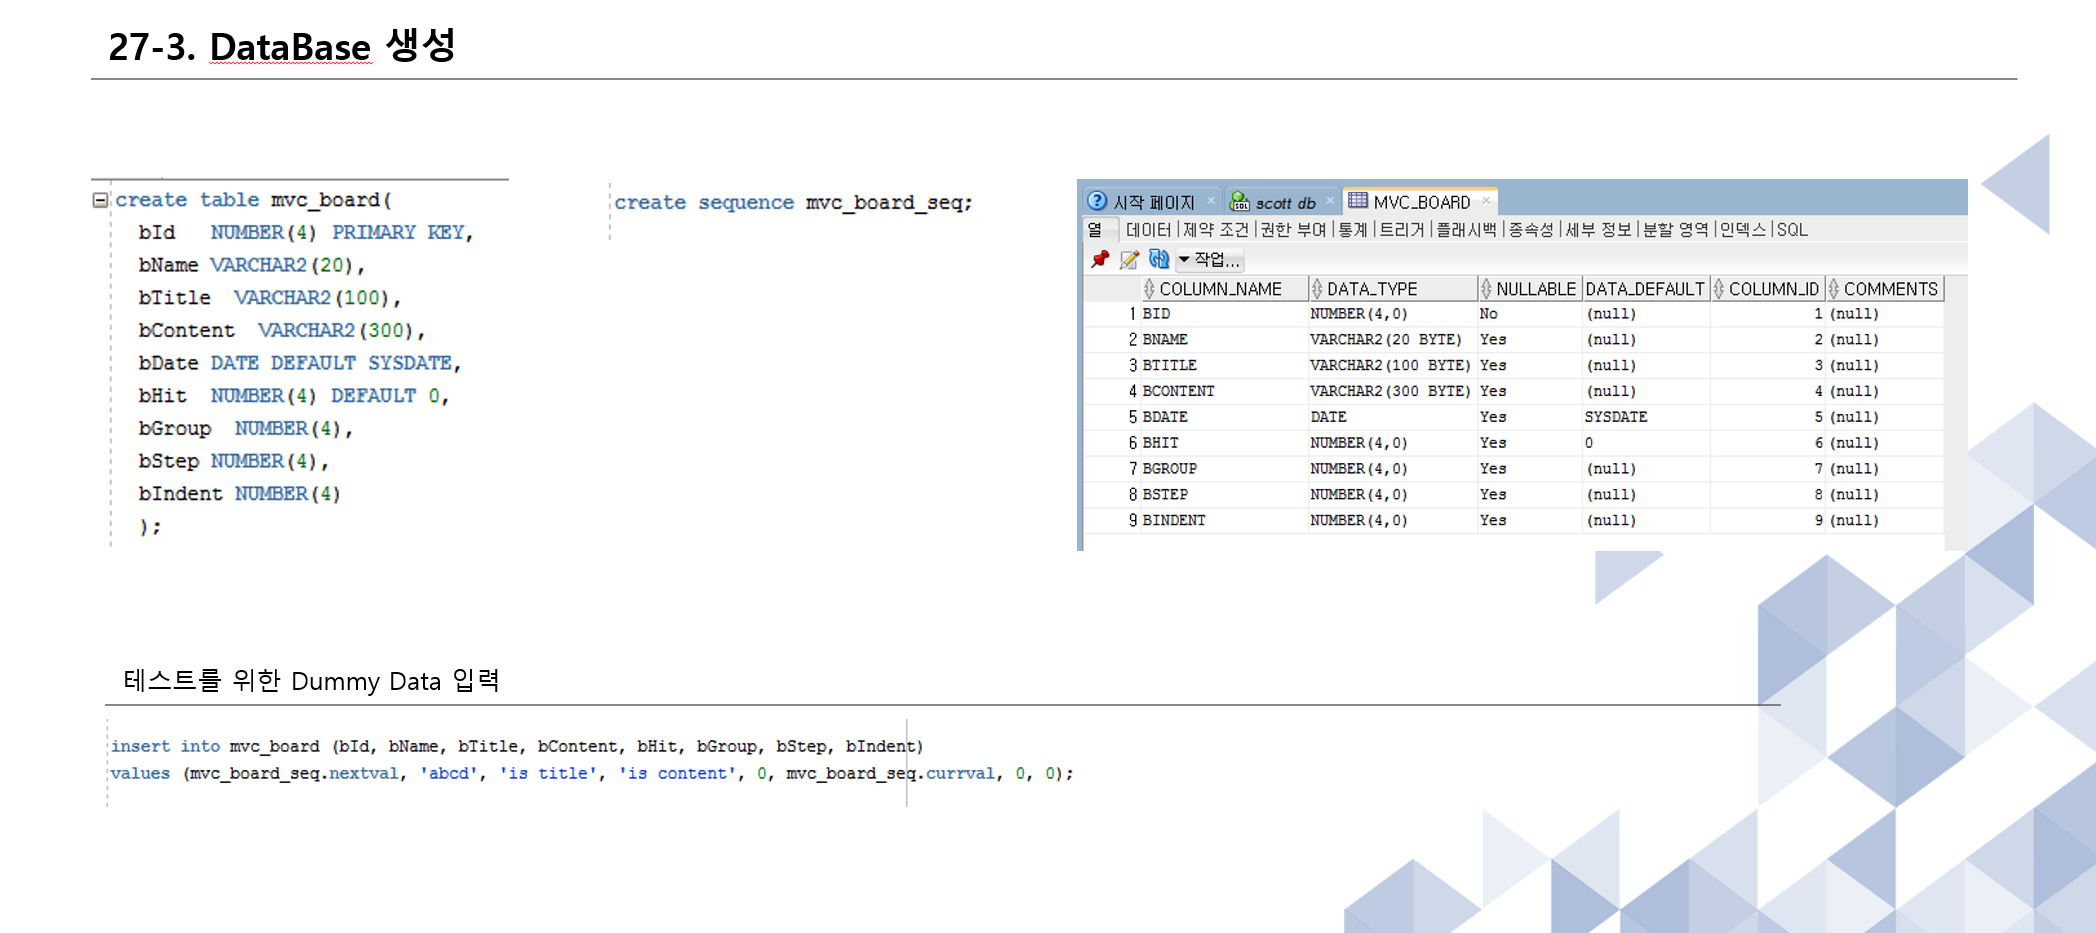 27-3. DataBase 생성
create table mvc_board(
bId NUMBER(4) PRIMARY KEY,
bName VARCHAR2(20),
bTitle VARCHAR2(100),
bContent VARCHAR2(300),
bDate DATE DEFAULT SYSDATE,
bHit NUMBER(4) DEFAULT 0,
bGroup NUMBER(4),
bStep NUMBER(4),
bIndent NUMBER(4)
);
create sequence mvc_board_seq;
시작 페이지 scott db MVC_BOARD
열 데이터 제약 조건 권한 부여 통계 트리거 플래시백 종속성 세부 정보 분할 영역 인덱스 SQL
작업...
COLUMN_NAME DATA_TYPE NULLABLE DATA_DEFAULT COLUMN_ID COMMENTS
1 BID NUMBER(4,0) No (null) 1 (null)
2 BNAME VARCHAR2(20 BYTE) Yes (null) 2 (null)
3 BTITLE VARCHAR2(100 BYTE) Yes (null) 3 (null)
4 BCONTENT VARCHAR2(300 BYTE) Yes (null) 4 (null)
5 BDATE DATE Yes SYSDATE 5 (null)
6 BHIT NUMBER(4,0) Yes 0 6 (null)
7 BGROUP NUMBER(4,0) Yes (null) 7 (null)
8 BSTEP NUMBER(4,0) Yes (null) 8 (null)
9 BINDENT NUMBER(4,0) Yes (null) 9 (null)
테스트를 위한 Dummy Data 입력
insert into mvc_board (bId, bName, bTitle, bContent, bHit, bGroup, bStep, bIndent)
values (mvc_board_seq.nextval, 'abcd', 'is title', 'is content', 0, mvc_board_seq.currval, 0, 0);